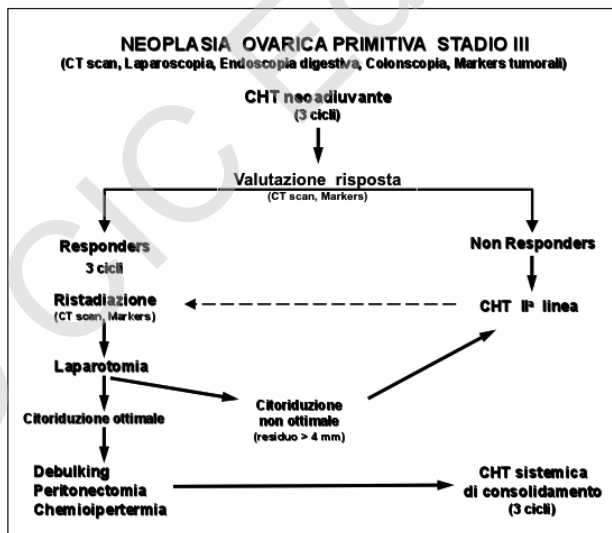 NEOPLASIA OVARICA PRIMITIVA STADIO III
(CT scan, Laparoscopia, Endoscopia digestiva, Colonscopia, Markers tumorali)
CHT neoadiuvante
(3 cicli)
Valutazione risposta
(CT scan, Markers)
Responders
3 cicli
Non Responders
Ristadiazione
(CT scan, Markers)
CHT IIª linea
Laparotomia
Citoriduzione ottimale
Citoriduzione
non ottimale
(residuo > 4 mm)
Debulking
Peritonectomia
Chemioipertermia
CHT sistemica
di consolidamento
(3 cicli)